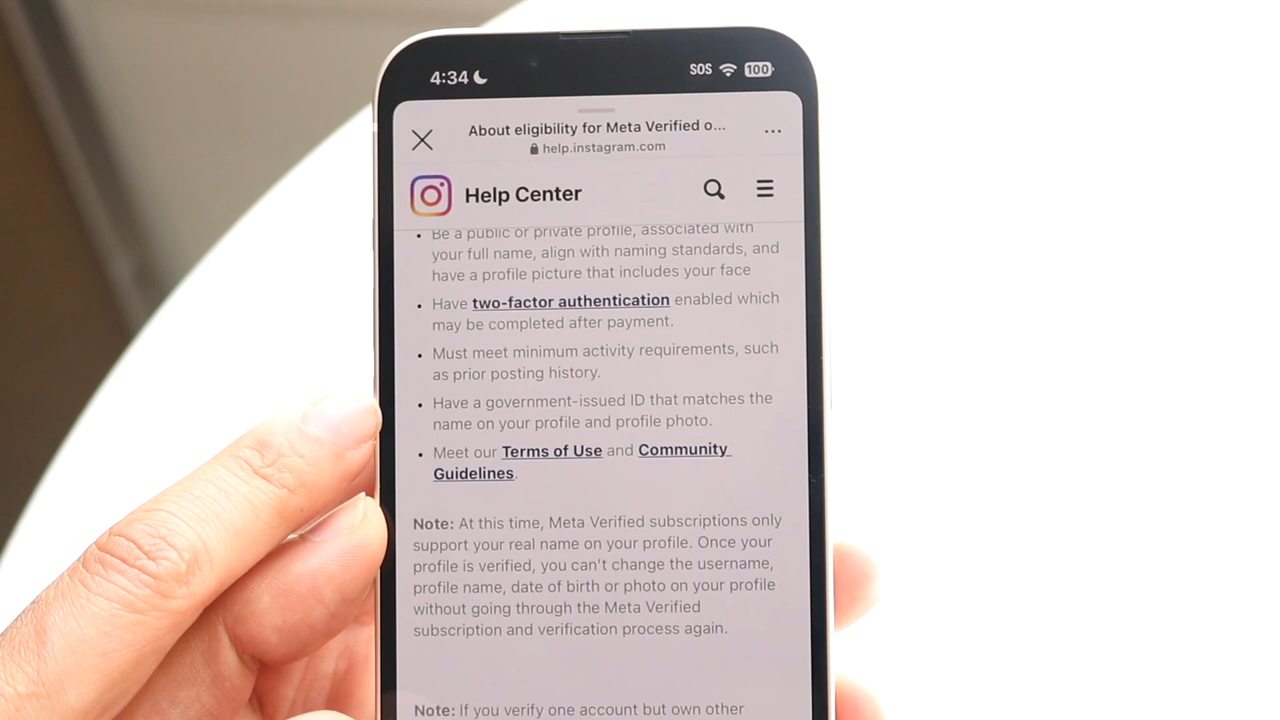 4:34
SOS 100
About eligibility for Meta Verified o...
help.instagram.com
Help Center
• Be a public or private profile, associated with
your full name, align with naming standards, and
have a profile picture that includes your face
• Have two-factor authentication enabled which
may be completed after payment.
• Must meet minimum activity requirements, such
as prior posting history.
• Have a government-issued ID that matches the
name on your profile and profile photo.
• Meet our Terms of Use and Community
Guidelines.
Note: At this time, Meta Verified subscriptions only
support your real name on your profile. Once your
profile is verified, you can’t change the username,
profile name, date of birth or photo on your profile
without going through the Meta Verified
subscription and verification process again.
Note: If you verify one account but own other